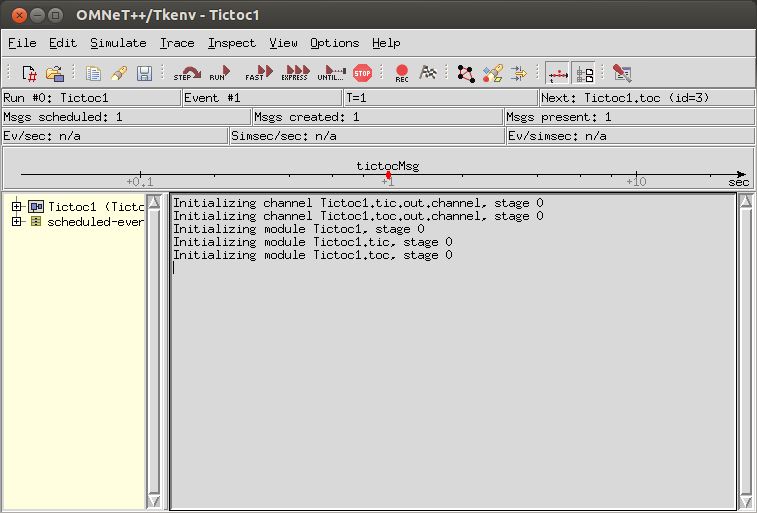 OMNeT++/Tkenv - Tictoc1
File Edit Simulate Trace Inspect View Options Help
STEP RUN FAST EXPRESS UNTIL... STOP REC
Run #0: Tictoc1 Event #1 T=1 Next: Tictoc1.toc (id=3)
Msgs scheduled: 1 Msgs created: 1 Msgs present: 1
Ev/sec: n/a Simsec/sec: n/a Ev/simsec: n/a
tictocMsg
+0.1 +1 +10 sec
Tictoc1 (Tictoc
scheduled-even
Initializing channel Tictoc1.tic.out.channel, stage 0
Initializing channel Tictoc1.toc.out.channel, stage 0
Initializing module Tictoc1, stage 0
Initializing module Tictoc1.tic, stage 0
Initializing module Tictoc1.toc, stage 0